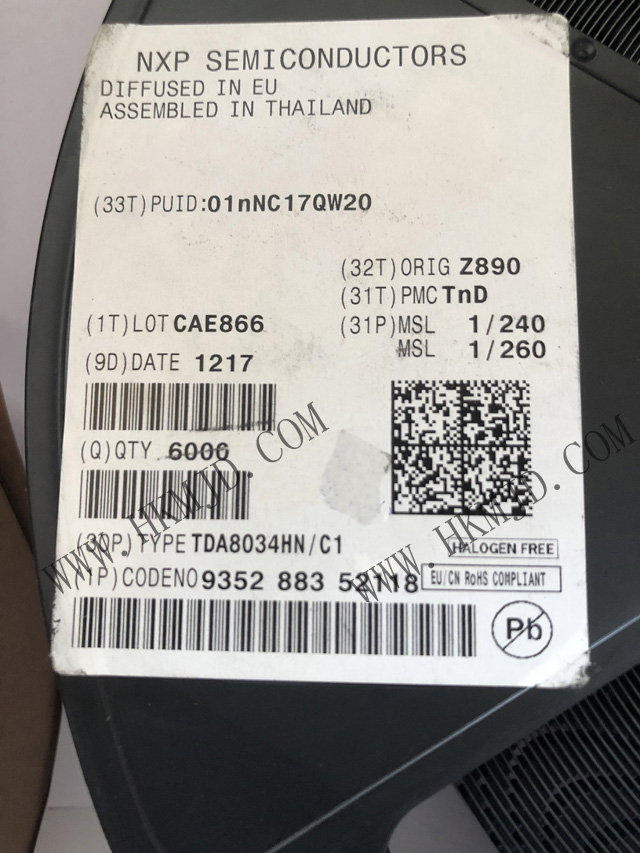 NXP SEMICONDUCTORS
DIFFUSED IN EU
ASSEMBLED IN THAILAND
(33T)PUID:01nNC17QW20
(32T)ORIG Z890
(31T)PMC TnD
(1T)LOT CAE866 (31P)MSL 1/240
(9D)DATE 1217 MSL 1/260
(Q)QTY 6000
(30P)TYPE TDA8034HN/C1 HALOGEN FREE
(1P)CODENO 9352 883 52118 EU/CN RoHS COMPLIANT
Pb
WWW.HKMJD.COM
WWW.HKMJD.COM